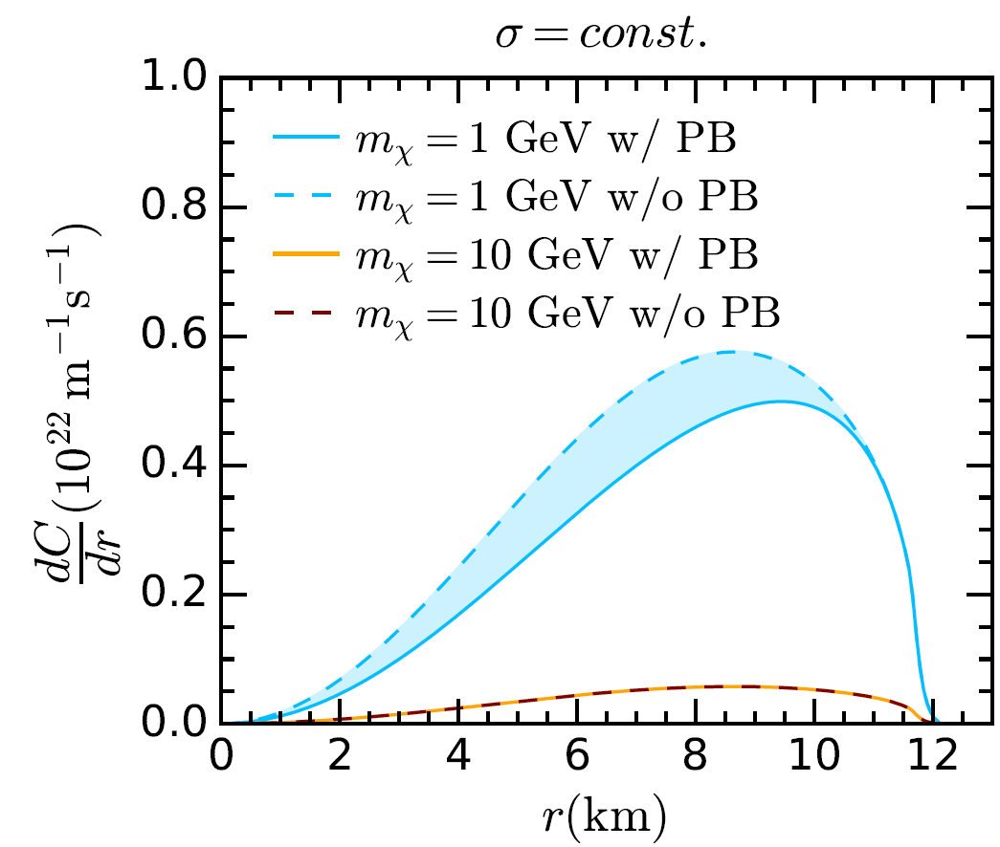 σ = const.
1.0
0.8
0.6
0.4
0.2
0.0
dC/dr (10^22 m^−1 s^−1)
m_χ = 1 GeV w/ PB
m_χ = 1 GeV w/o PB
m_χ = 10 GeV w/ PB
m_χ = 10 GeV w/o PB
0 2 4 6 8 10 12
r(km)